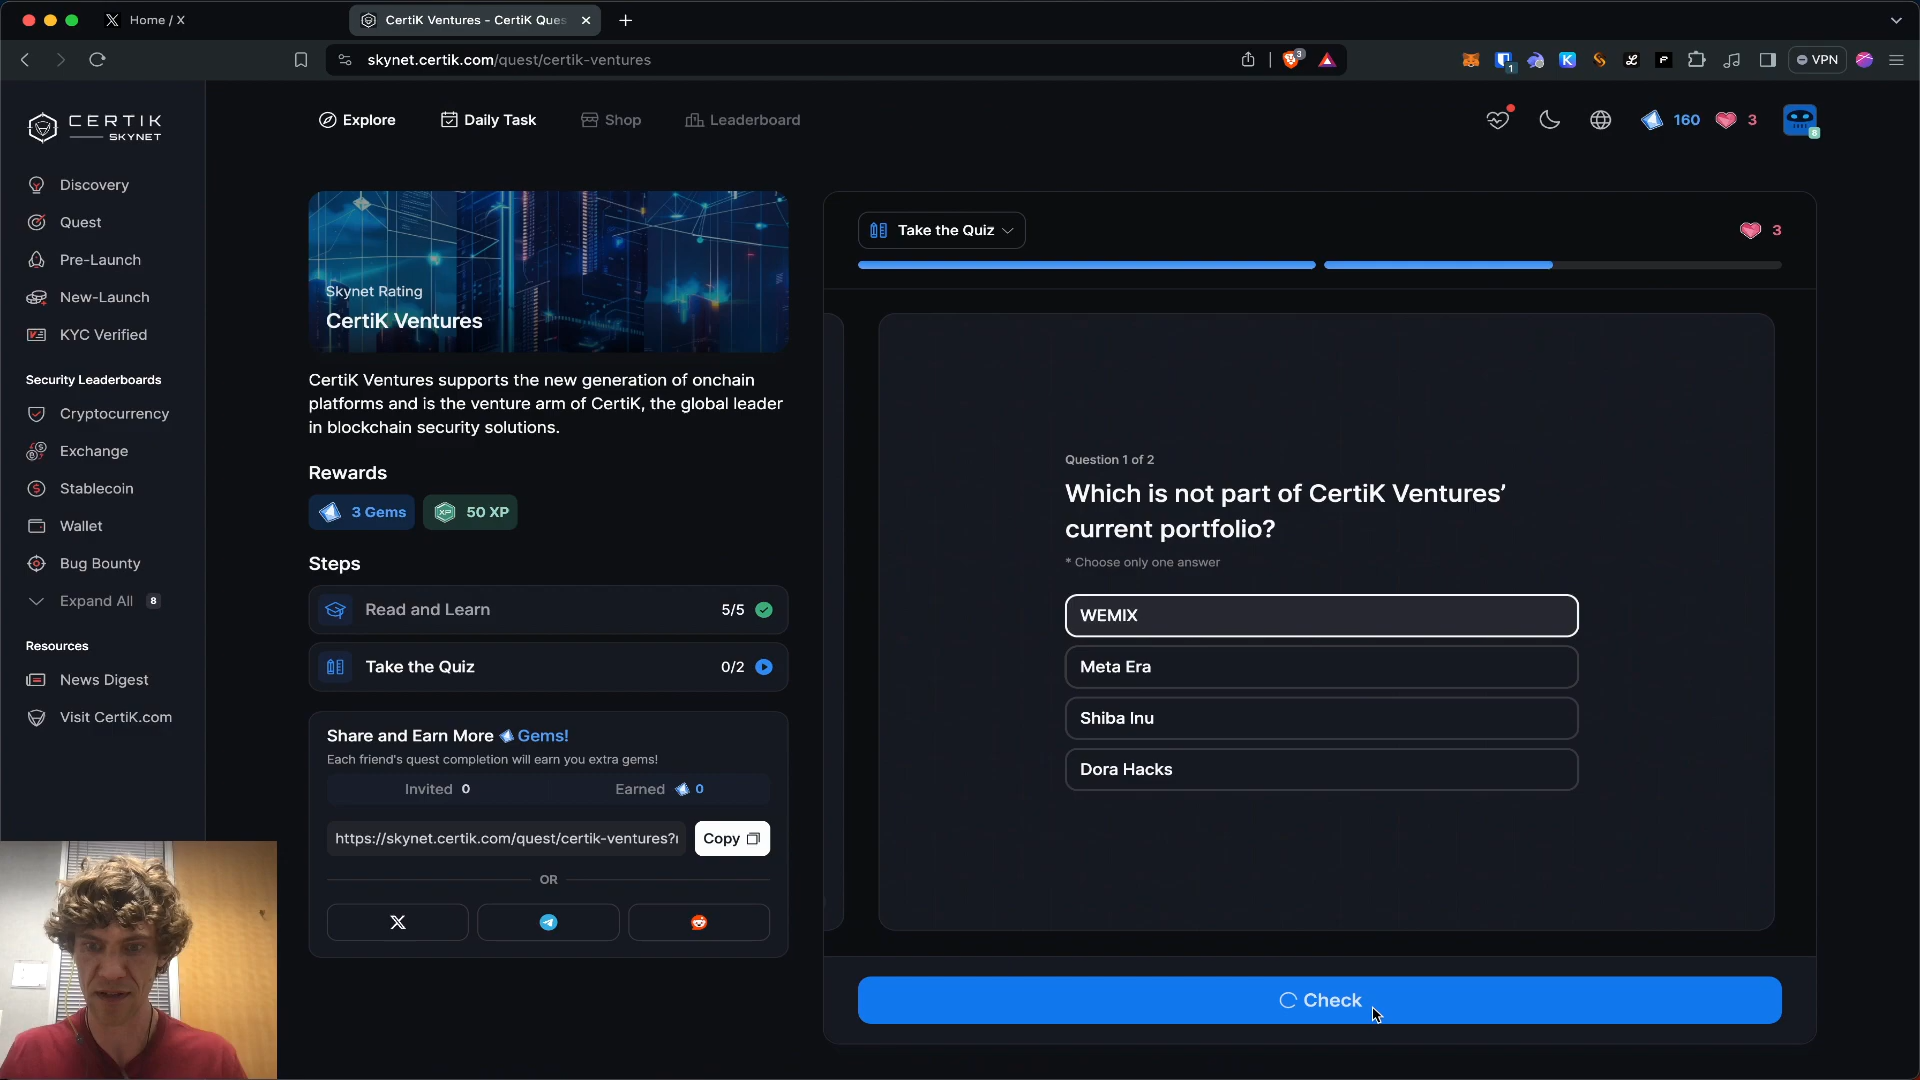 Home / X
CertiK Ventures - CertiK Ques
skynet.certik.com/quest/certik-ventures
3
1
VPN
CERTIK
SKYNET
Explore
Daily Task
Shop
Leaderboard
160
3
8
Discovery
Quest
Pre-Launch
New-Launch
KYC Verified
Security Leaderboards
Cryptocurrency
Exchange
Stablecoin
Wallet
Bug Bounty
Expand All 8
Resources
News Digest
Visit CertiK.com
Skynet Rating
CertiK Ventures
CertiK Ventures supports the new generation of onchain
platforms and is the venture arm of CertiK, the global leader
in blockchain security solutions.
Rewards
3 Gems
XP 50 XP
Steps
Read and Learn 5/5
Take the Quiz 0/2
Share and Earn More Gems!
Each friend's quest completion will earn you extra gems!
Invited 0
Earned 0
https://skynet.certik.com/quest/certik-ventures?r
Copy
OR
Take the Quiz
3
Question 1 of 2
Which is not part of CertiK Ventures’
current portfolio?
* Choose only one answer
WEMIX
Meta Era
Shiba Inu
Dora Hacks
Check